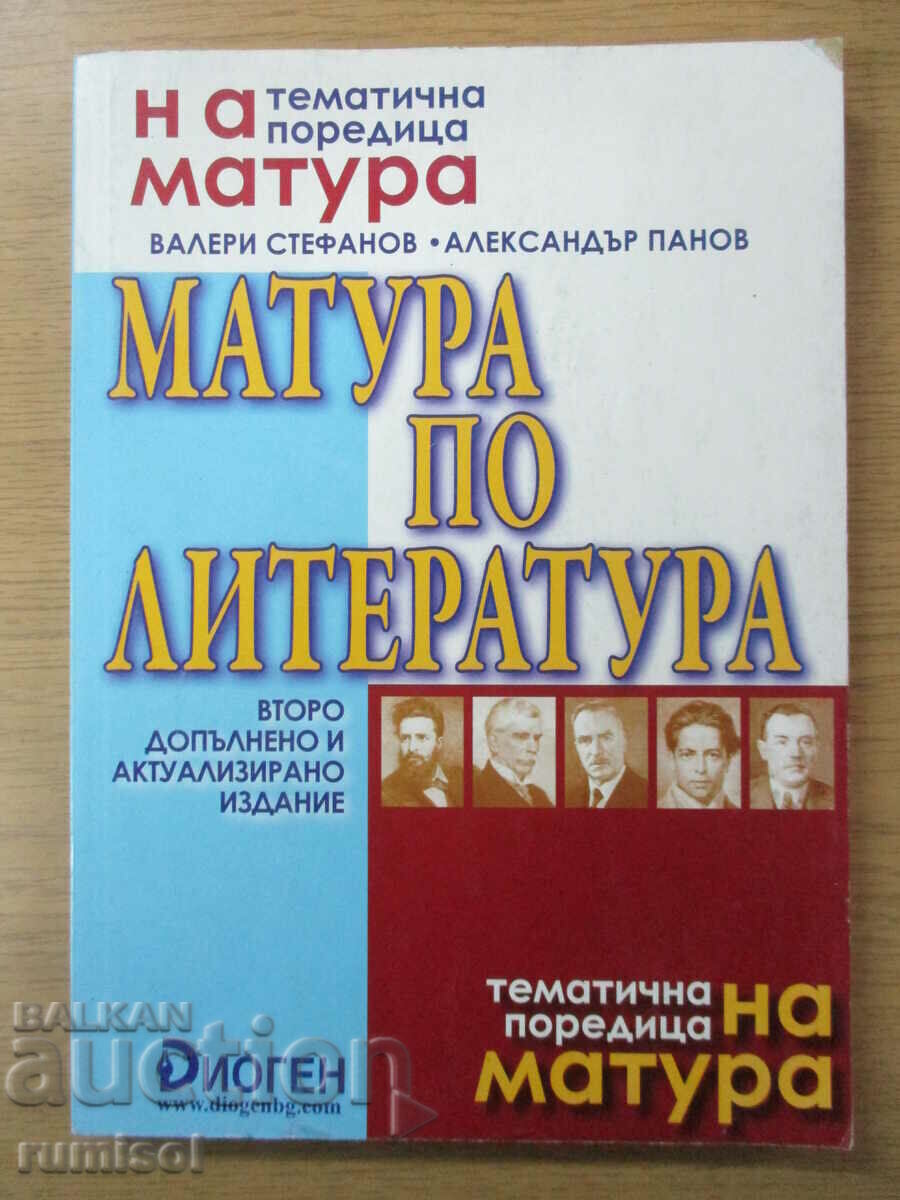 на тематична
поредица
матура
ВАЛЕРИ СТЕФАНОВ • АЛЕКСАНДЪР ПАНОВ
МАТУРА
ПО
ЛИТЕРАТУРА
ВТОРО
ДОПЪЛНЕНО И
АКТУАЛИЗИРАНО
ИЗДАНИЕ
тематична
поредица на
матура
ДИОГЕН
www.diogenbg.com
BALKAN
auction
rumisol